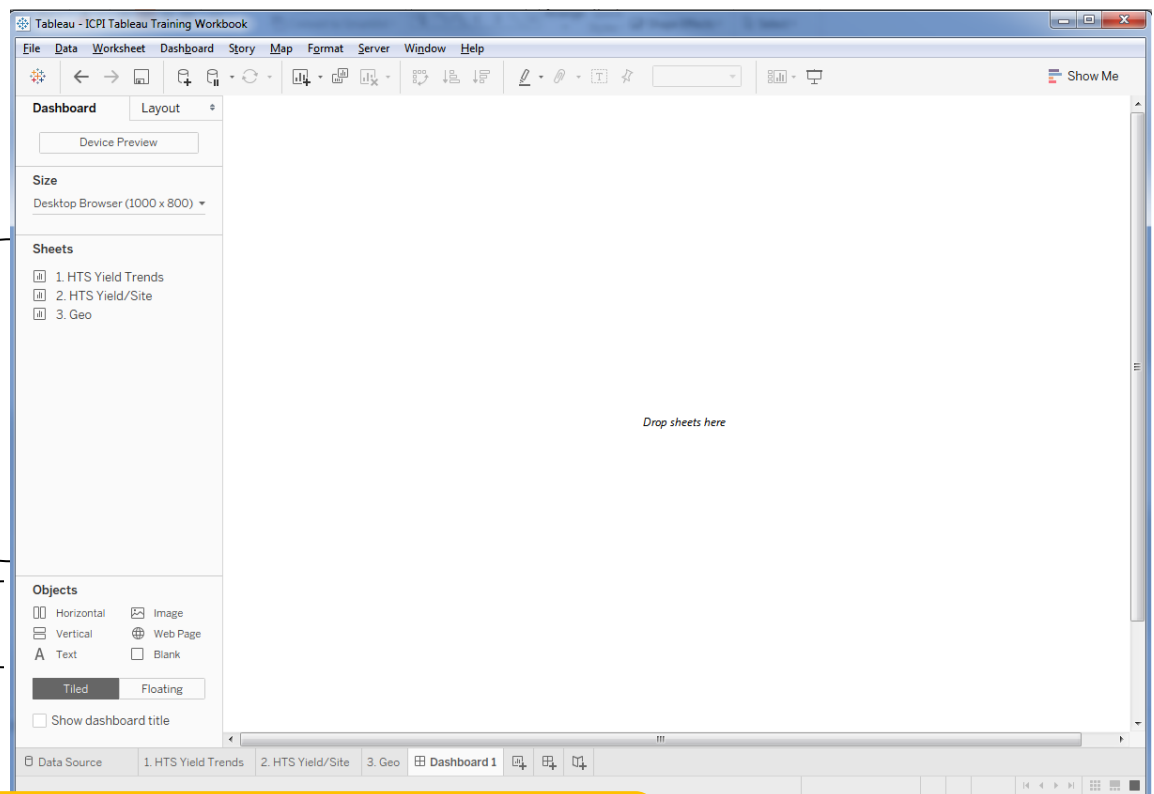 Tableau - ICPI Tableau Training Workbook
File Data Worksheet Dashboard Story Map Format Server Window Help
Show Me
Dashboard Layout
Device Preview
Size
Desktop Browser (1000 x 800)
Sheets
1. HTS Yield Trends
2. HTS Yield/Site
3. Geo
Drop sheets here
Objects
Horizontal Image
Vertical Web Page
A Text Blank
Tiled Floating
Show dashboard title
Data Source 1. HTS Yield Trends 2. HTS Yield/Site 3. Geo Dashboard 1